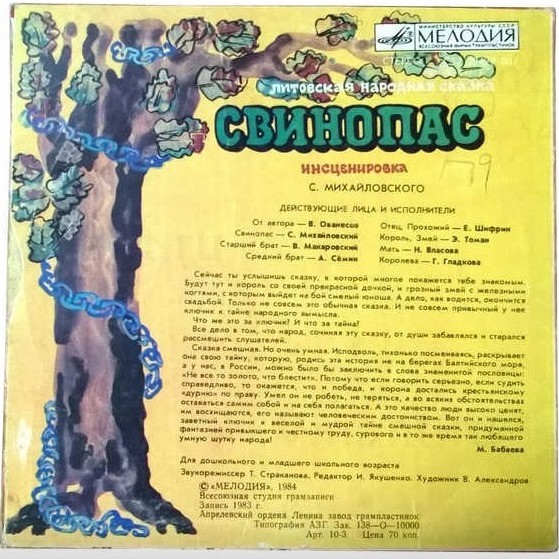 МИНИСТЕРСТВО КУЛЬТУРЫ СССР
МЕЛОДИЯ
ВСЕСОЮЗНАЯ ФИРМА ГРАМПЛАСТИНОК
СТЕРЕО
ЛИТОВСКАЯ НАРОДНАЯ СКАЗКА
СВИНОПАС
ИНСЦЕНИРОВКА
С. МИХАЙЛОВСКОГО
79
ДЕЙСТВУЮЩИЕ ЛИЦА И ИСПОЛНИТЕЛИ
От автора — В. Ованесов
Свинопас — С. Михайловский
Старший брат — В. Макаровский
Средний брат — А. Сёмин
Отец, Прохожий — Е. Шифрин
Король, Змей — Э. Томан
Мать — Н. Власова
Королева — Г. Гладкова
Сейчас ты услышишь сказку, в которой многое покажется тебе знакомым.
Будут тут и король со своей прекрасной дочкой, и грозный змей с железными
когтями, с которым выйдет на бой смелый юноша. А дело, как водится, окончится
свадьбой. Только не совсем это обычная сказка. И не совсем привычный у нее
ключик к тайне народного вымысла.
Что же это за ключик? И что за тайна?
Все дело в том, что народ, сочиняя эту сказку, от души забавлялся и старался
рассмешить слушателей.
Сказка смешная. Но очень умная. Исподволь, тихонько посмеиваясь, раскрывает
она свою тайну, которую, родись эта история не на берегах Балтийского моря,
а у нас, в России, можно было бы заключить в слова знаменитой пословицы:
«Не все то золото, что блестит». Потому что если говорить серьезно, если судить
справедливо, то окажется, что и победа, и корона достались крестьянскому
«дурню» по праву. Умел он не робеть, не теряться, а во всяких обстоятельствах
оставаться самим собой и на себя полагаться. А это качество люди высоко ценят,
им восхищаются, его называют человеческим достоинством. Вот он и нашелся,
заветный ключик к веселой и мудрой тайне смешной сказки, придуманной
фантазией привыкшего к честному труду, сурового и в то же время так любящего
умную шутку народа!
М. Бабаева
Для дошкольного и младшего школьного возраста
Звукорежиссер Т. Страканова. Редактор И. Якушенко. Художник В. Александров
© «МЕЛОДИЯ», 1984
Всесоюзная студия грамзаписи
Запись 1983 г.
Апрелевский ордена Ленина завод грампластинок
Типография АЗГ. Зак. 138—О—10000
Арт. 10-3. Цена 70 коп.